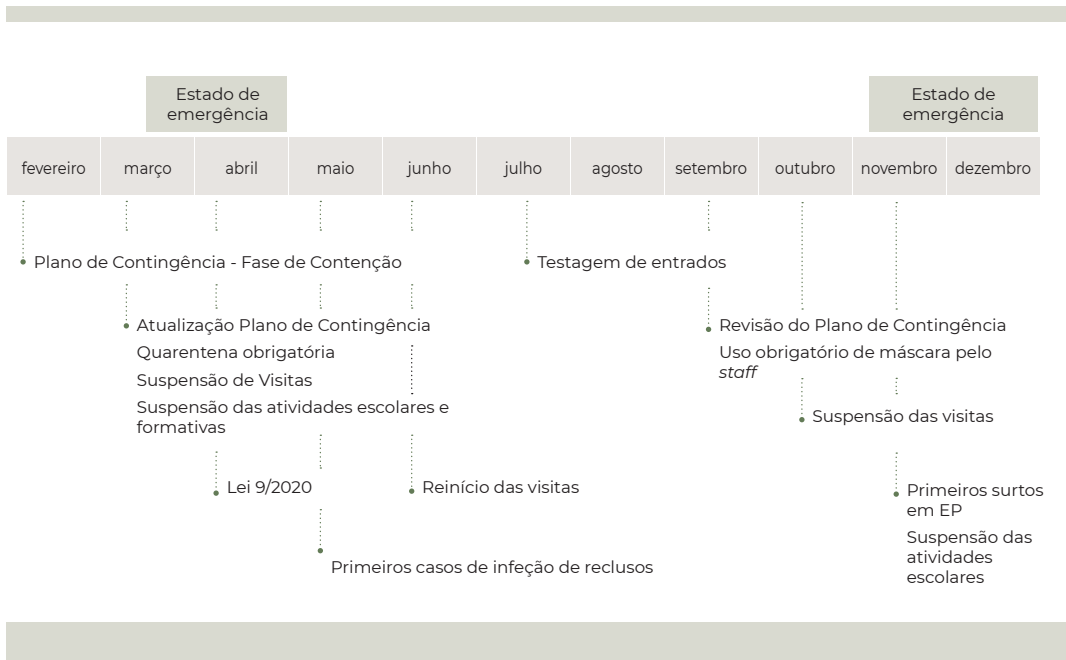 Estado de
emergência
Estado de
emergência
fevereiro
março
abril
maio
junho
julho
agosto
setembro
outubro
novembro
dezembro
Plano de Contingência - Fase de Contenção
Testagem de entrados
Atualização Plano de Contingência
Quarentena obrigatória
Suspensão de Visitas
Suspensão das atividades escolares e
formativas
Revisão do Plano de Contingência
Uso obrigatório de máscara pelo
staff
Suspensão das visitas
Lei 9/2020
Reinício das visitas
Primeiros surtos
em EP
Suspensão das
atividades
escolares
Primeiros casos de infeção de reclusos